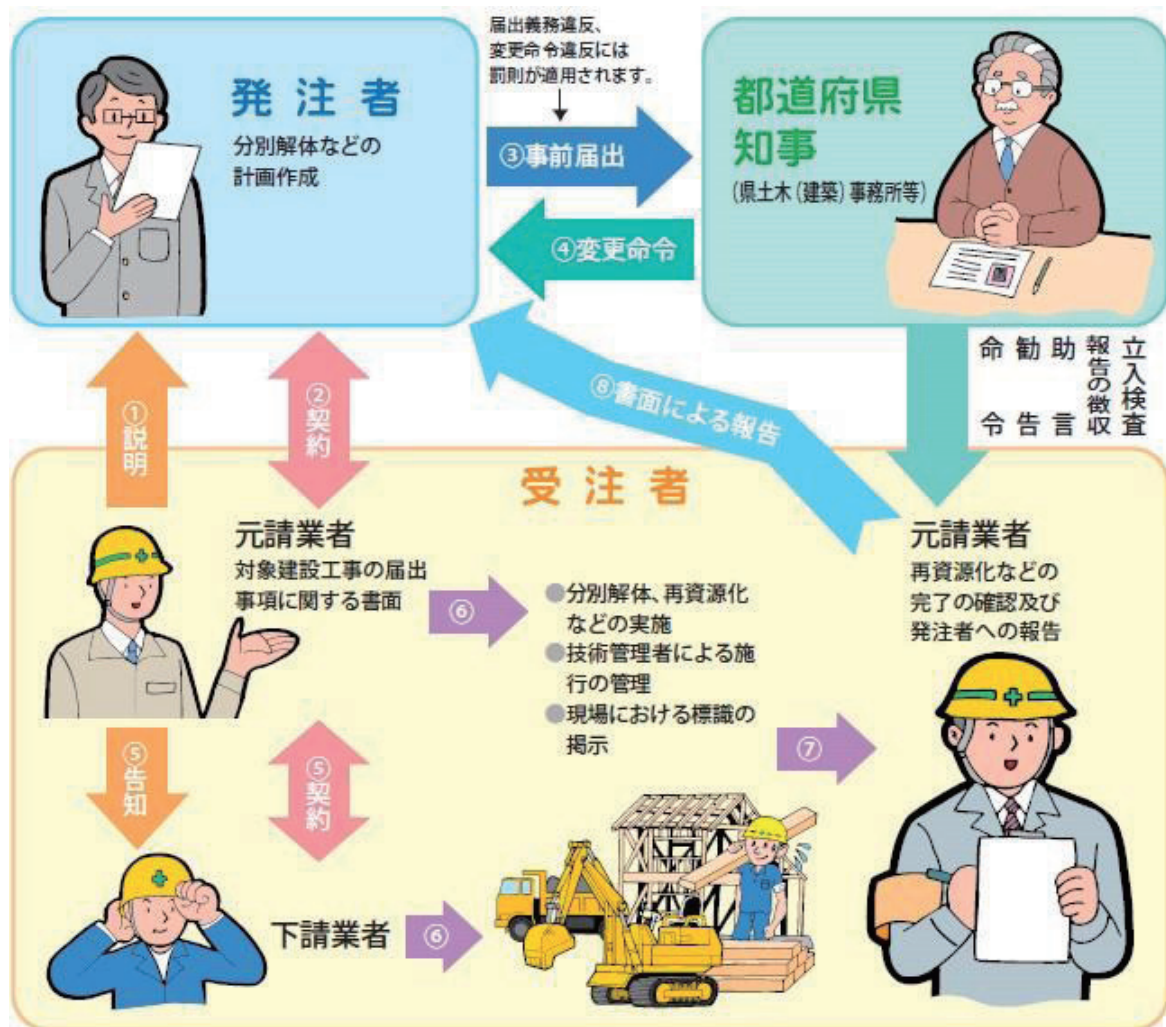 届出義務違反、
変更命令違反には
罰則が適用されます。
発注者
分別解体などの
計画作成
③事前届出
④変更命令
都道府県
知事
(県土木(建築)事務所等)
①説明
②契約
⑧書面による報告
立入検査
報告の徴収
助言
勧告
命令
受注者
元請業者
対象建設工事の届出
事項に関する書面
⑥
●分別解体、再資源化
などの実施
●技術管理者による施
行の管理
●現場における標識の
掲示
⑦
元請業者
再資源化などの
完了の確認及び
発注者への報告
⑤告知
⑤契約
下請業者
⑥